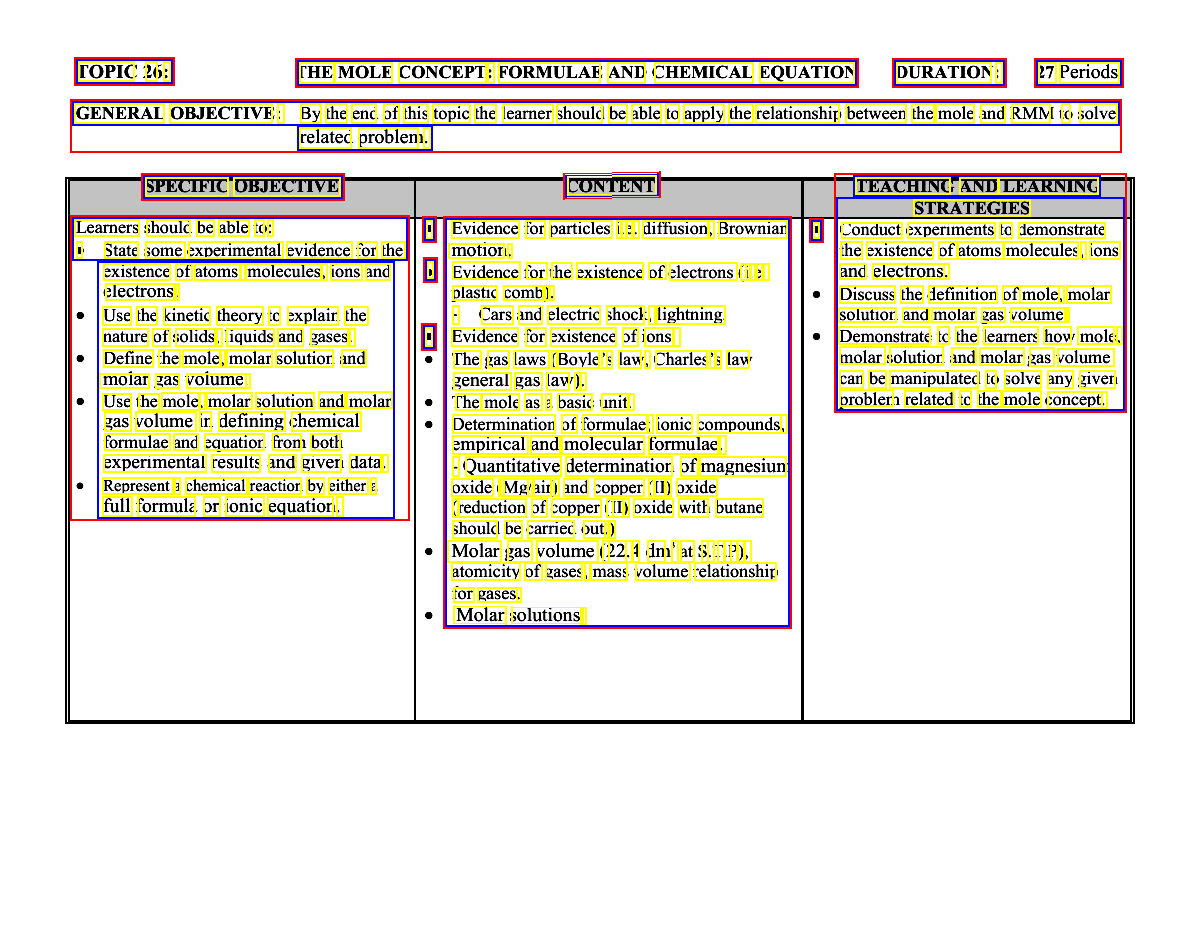 TOPIC 26: THE MOLE CONCEPT: FORMULAE AND CHEMICAL EQUATION DURATION: 27 Periods
GENERAL OBJECTIVE: By the end of this topic the learner should be able to apply the relationship between the mole and RMM to solve
related problem.
SPECIFIC OBJECTIVE
Learners should be able to:
• State some experimental evidence for the
existence of atoms molecules, ions and
electrons.
• Use the kinetic theory to explain the
nature of solids, liquids and gases.
• Define the mole, molar solution and
molar gas volume
• Use the mole, molar solution and molar
gas volume in defining chemical
formulae and equation from both
experimental results and given data.
• Represent a chemical reaction by either a
full formula or ionic equation.
CONTENT
• Evidence for particles i.e. diffusion, Brownian
motion.
• Evidence for the existence of electrons (i.e.
plastic comb).
- Cars and electric shock, lightning
• Evidence for existence of ions
• The gas laws (Boyle's law, Charles's law
general gas law).
• The mole as a basic unit.
• Determination of formulae; ionic compounds,
empirical and molecular formulae.
- Quantitative determination of magnesium
oxide (Mg/air) and copper (II) oxide
(reduction of copper (II) oxide with butane
should be carried out.)
• Molar gas volume (22.4 dm³ at S.T.P),
atomicity of gases, mass volume relationship
for gases.
• Molar solutions
TEACHING AND LEARNING
STRATEGIES
• Conduct experiments to demonstrate
the existence of atoms molecules, ions
and electrons.
• Discuss the definition of mole, molar
solution and molar gas volume
• Demonstrate to the learners how mole,
molar solution and molar gas volume
can be manipulated to solve any given
problem related to the mole concept.